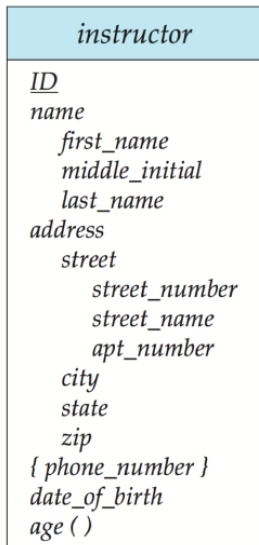 instructor
ID
name
first_name
middle_initial
last_name
address
street
street_number
street_name
apt_number
city
state
zip
{ phone_number }
date_of_birth
age ( )